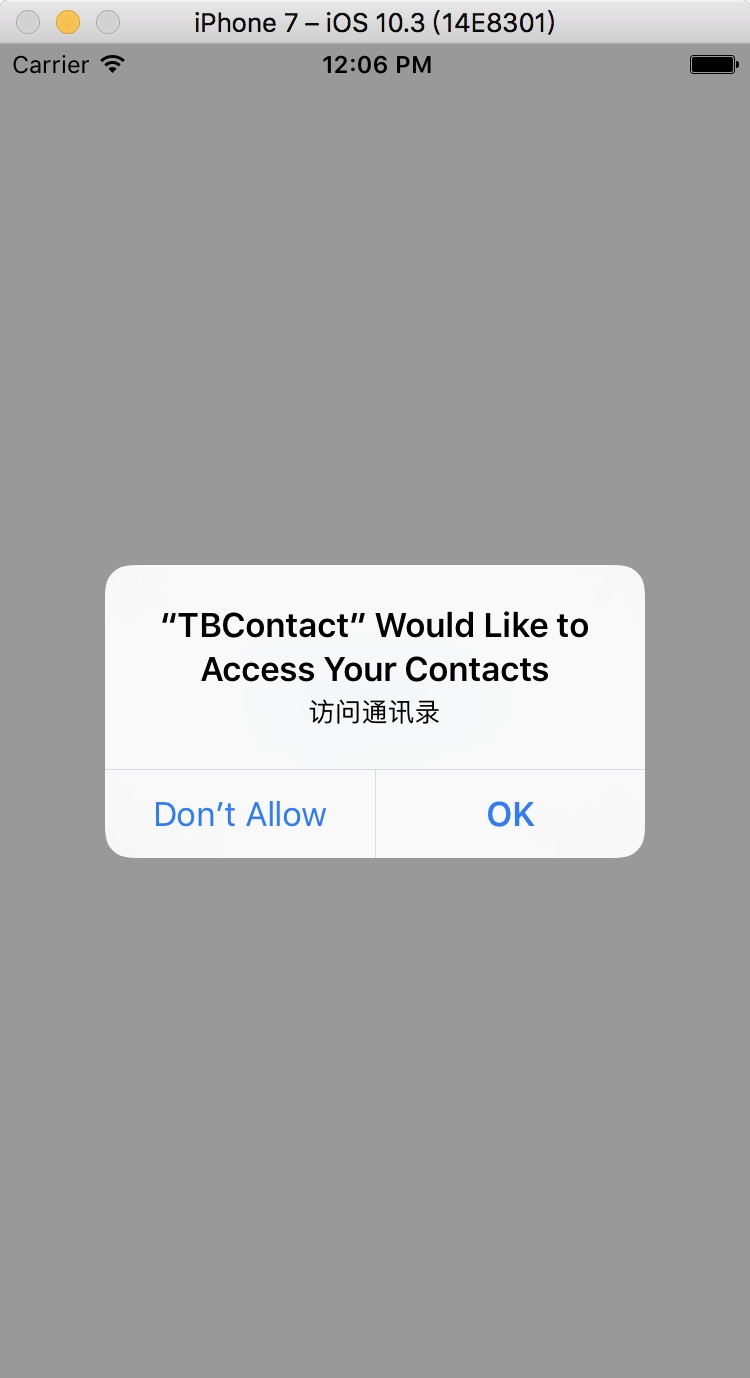 iPhone 7 – iOS 10.3 (14E8301)
Carrier 12:06 PM
“TBContact” Would Like to
Access Your Contacts
访问通讯录
Don’t Allow OK